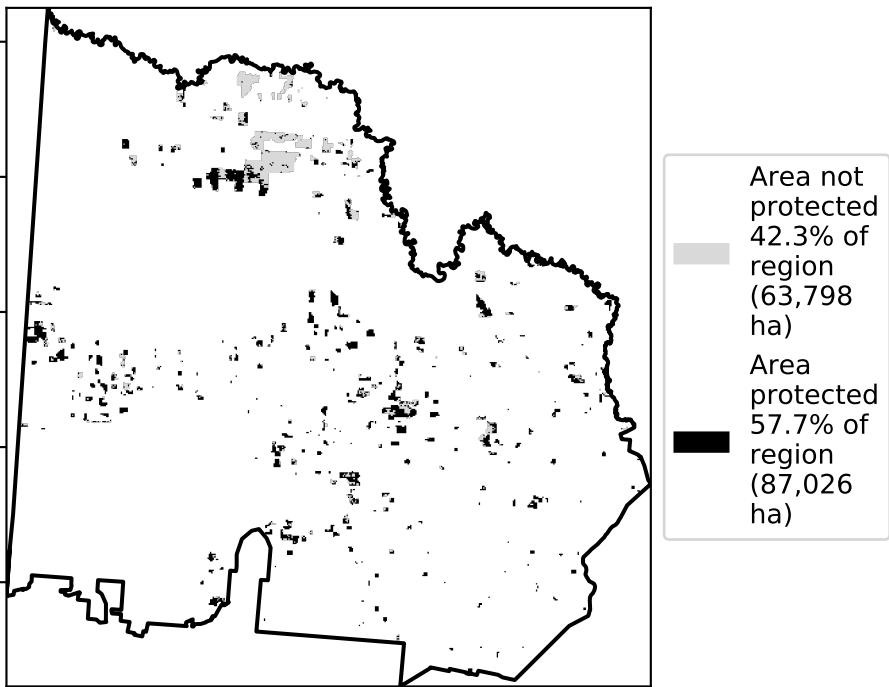 Area not
protected
42.3% of
region
(63,798
ha)
Area
protected
57.7% of
region
(87,026
ha)